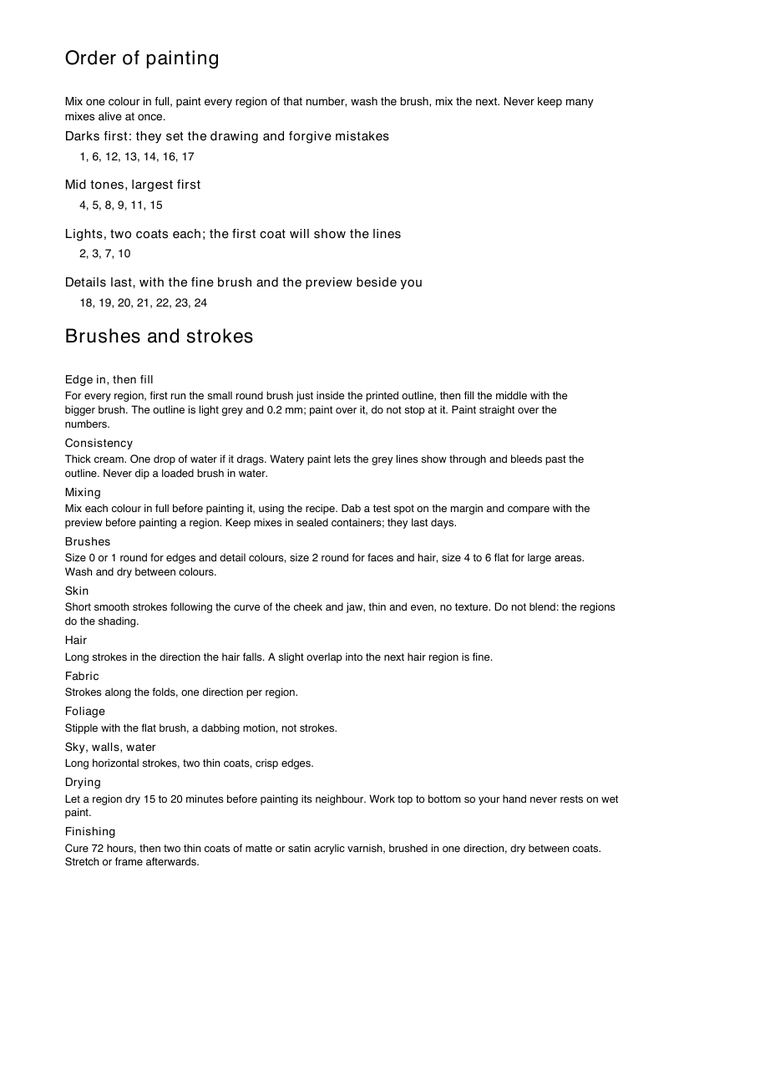 Order of painting
Mix one colour in full, paint every region of that number, wash the brush, mix the next. Never keep many
mixes alive at once.
Darks first: they set the drawing and forgive mistakes
1, 6, 12, 13, 14, 16, 17
Mid tones, largest first
4, 5, 8, 9, 11, 15
Lights, two coats each; the first coat will show the lines
2, 3, 7, 10
Details last, with the fine brush and the preview beside you
18, 19, 20, 21, 22, 23, 24
Brushes and strokes
Edge in, then fill
For every region, first run the small round brush just inside the printed outline, then fill the middle with the
bigger brush. The outline is light grey and 0.2 mm; paint over it, do not stop at it. Paint straight over the
numbers.
Consistency
Thick cream. One drop of water if it drags. Watery paint lets the grey lines show through and bleeds past the
outline. Never dip a loaded brush in water.
Mixing
Mix each colour in full before painting it, using the recipe. Dab a test spot on the margin and compare with the
preview before painting a region. Keep mixes in sealed containers; they last days.
Brushes
Size 0 or 1 round for edges and detail colours, size 2 round for faces and hair, size 4 to 6 flat for large areas.
Wash and dry between colours.
Skin
Short smooth strokes following the curve of the cheek and jaw, thin and even, no texture. Do not blend: the regions
do the shading.
Hair
Long strokes in the direction the hair falls. A slight overlap into the next hair region is fine.
Fabric
Strokes along the folds, one direction per region.
Foliage
Stipple with the flat brush, a dabbing motion, not strokes.
Sky, walls, water
Long horizontal strokes, two thin coats, crisp edges.
Drying
Let a region dry 15 to 20 minutes before painting its neighbour. Work top to bottom so your hand never rests on wet
paint.
Finishing
Cure 72 hours, then two thin coats of matte or satin acrylic varnish, brushed in one direction, dry between coats.
Stretch or frame afterwards.